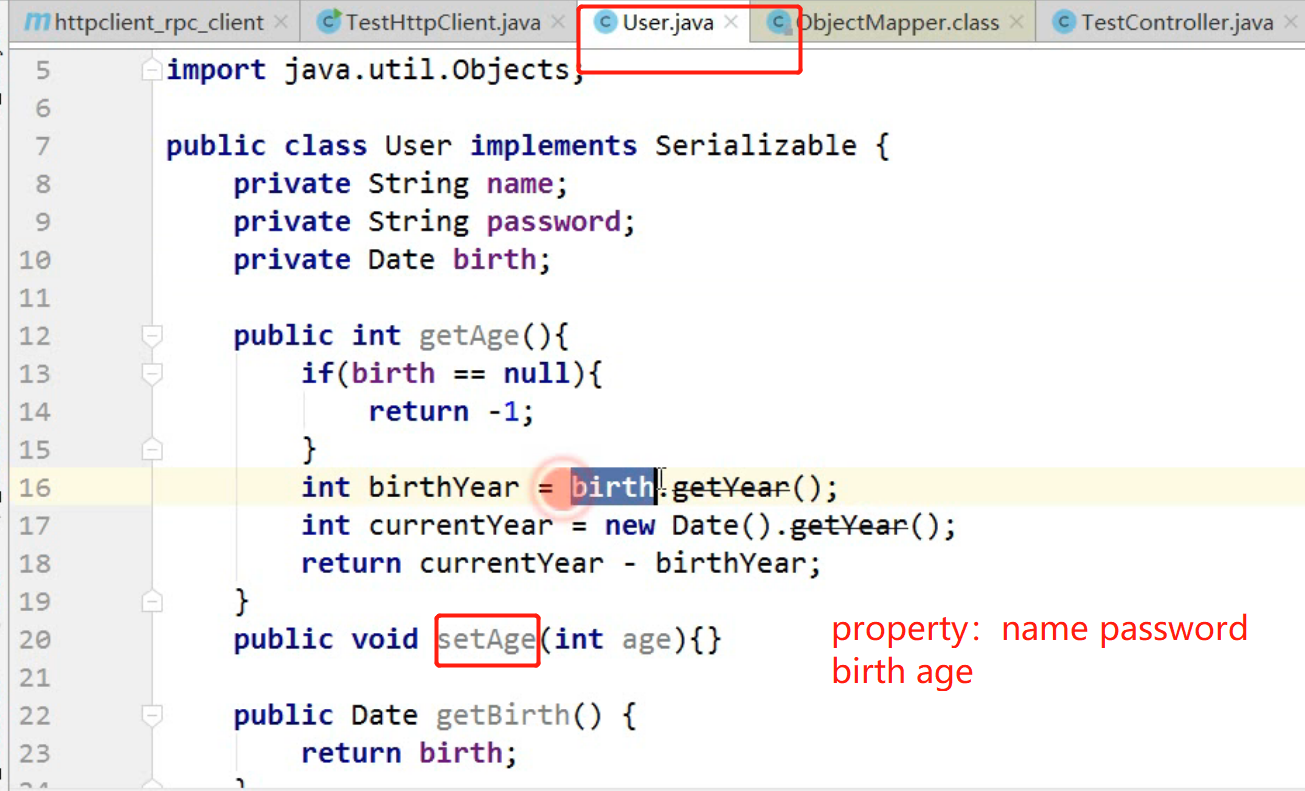 httpclient_rpc_client TestHttpClient.java User.java ObjectMapper.class TestController.java
5 import java.util.Objects;
6
7 public class User implements Serializable {
8 private String name;
9 private String password;
10 private Date birth;
11
12 public int getAge(){
13 if(birth == null){
14 return -1;
15 }
16 int birthYear = birth.getYear();
17 int currentYear = new Date().getYear();
18 return currentYear - birthYear;
19 }
20 public void setAge(int age){}
property：name password
birth age
21
22 public Date getBirth() {
23 return birth;
24 }